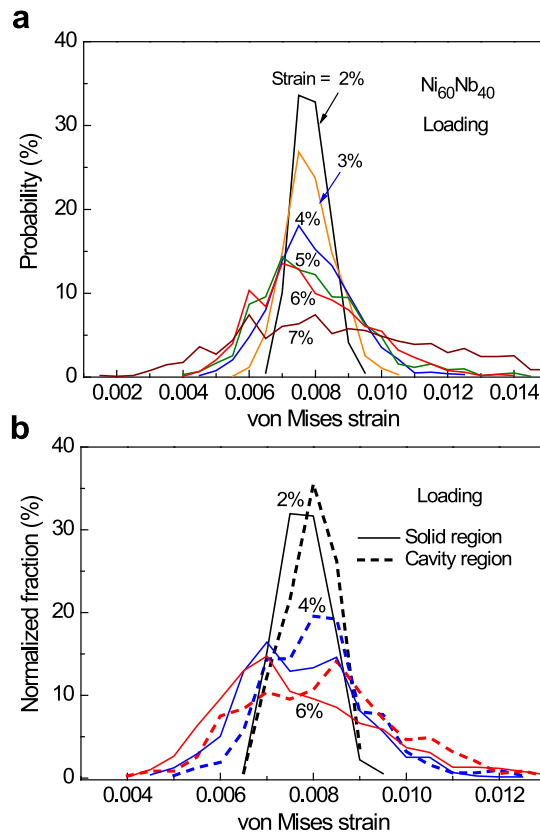 a
40
Strain = 2%
Ni60Nb40
Loading
30
3%
20
4%
5%
10
6%
7%
0
Probability (%)
0.002 0.004 0.006 0.008 0.010 0.012 0.014
von Mises strain
b
40
Loading
2%
30
Solid region
Cavity region
20
4%
10
6%
0
Normalized fraction (%)
0.004 0.006 0.008 0.010 0.012
von Mises strain